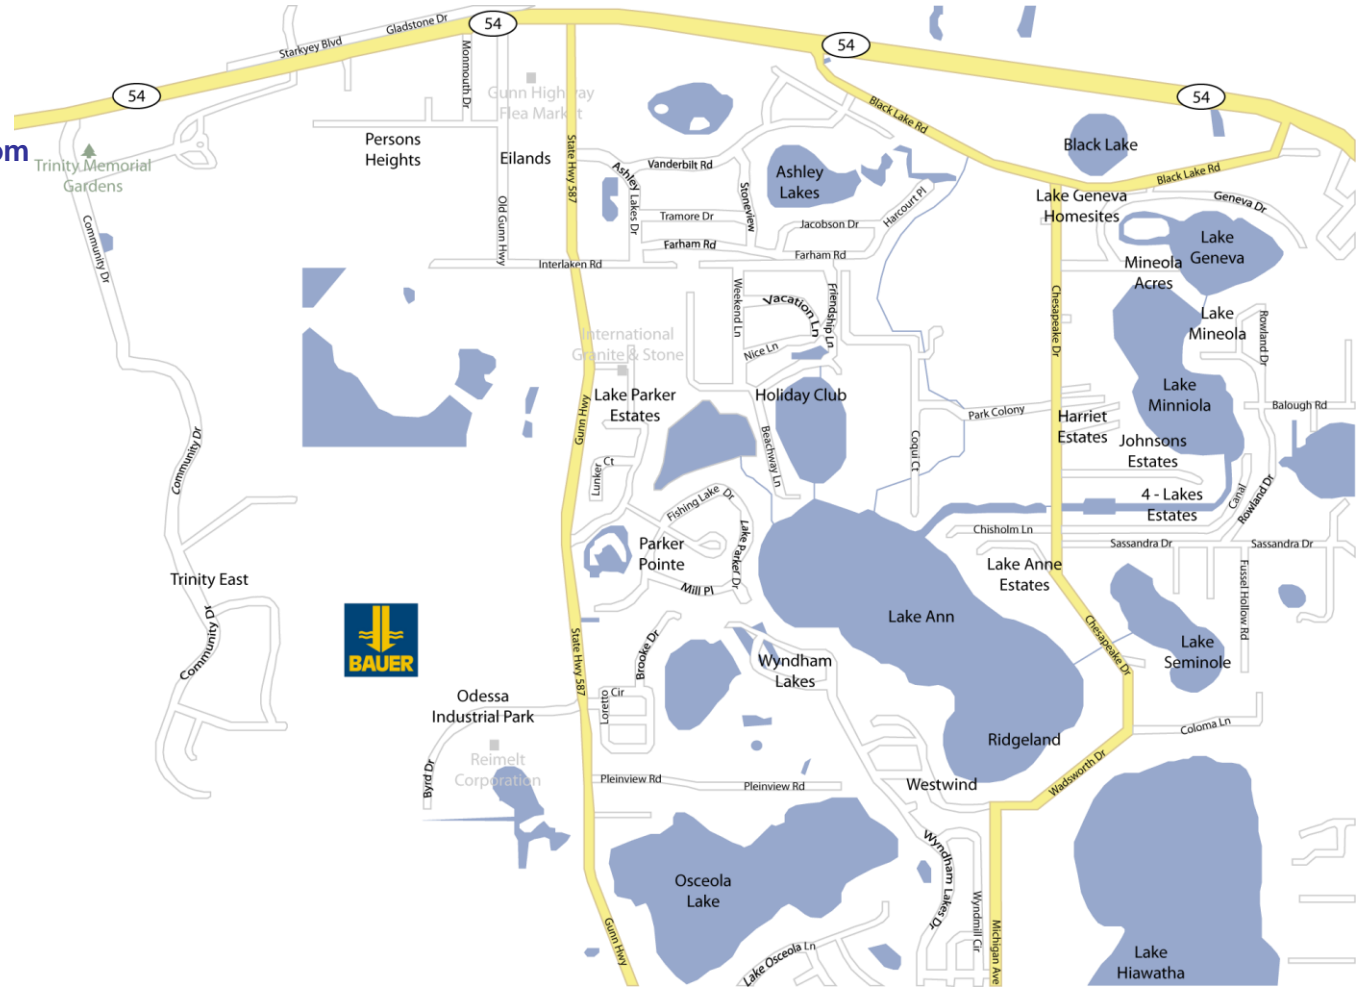 54
Gladstone Dr
Starkyey Blvd
54
54
54
Monmouth Dr
Gunn Highway
Flea Market
Black Lake Rd
om
Persons
Heights
Eilands
State Hwy 587
Black Lake
Trinity Memorial
Gardens
Vanderbilt Rd
Ashley
Lakes
Black Lake Rd
Ashley Lakes Dr
Stoneview
Harcourt Pl
Lake Geneva
Homesites
Geneva Dr
Old Gunn Hwy
Tramore Dr
Jacobson Dr
Community Dr
Farham Rd
Farham Rd
Interlaken Rd
Lake
Geneva
Mineola
Acres
Weekend Ln
Vacation Ln
Friendship Ln
Chesapeake Dr
Lake
Mineola
Rowland Dr
International
Granite & Stone
Nice Ln
Lake Parker
Estates
Holiday Club
Lake
Minniola
Gunn Hwy
Park Colony
Harriet
Estates
Balough Rd
Community Dr
Beachway Ln
Coqui Ct
Johnsons
Estates
Lunker
Ct
Fishing Lake Dr
4 - Lakes
Estates
Canal
Rowland Dr
Lake Parker Dr
Chisholm Ln
Parker
Pointe
Sassandra Dr
Sassandra Dr
Lake Anne
Estates
Trinity East
Mill Pl
Fussel Hollow Rd
Community Dr
BAUER
State Hwy 587
Brooke Dr
Lake Ann
Chesapeake Dr
Lake
Seminole
Wyndham
Lakes
Odessa
Industrial Park
Loretto
Cir
Ridgeland
Coloma Ln
Reimelt
Corporation
Byrd Dr
Pleinview Rd
Pleinview Rd
Westwind
Wadsworth Dr
Osceola
Lake
Wyndham Lakes Dr
Wyndmill Cir
Michigan Ave
Gunn Hwy
Lake Osceola Ln
Lake
Hiawatha